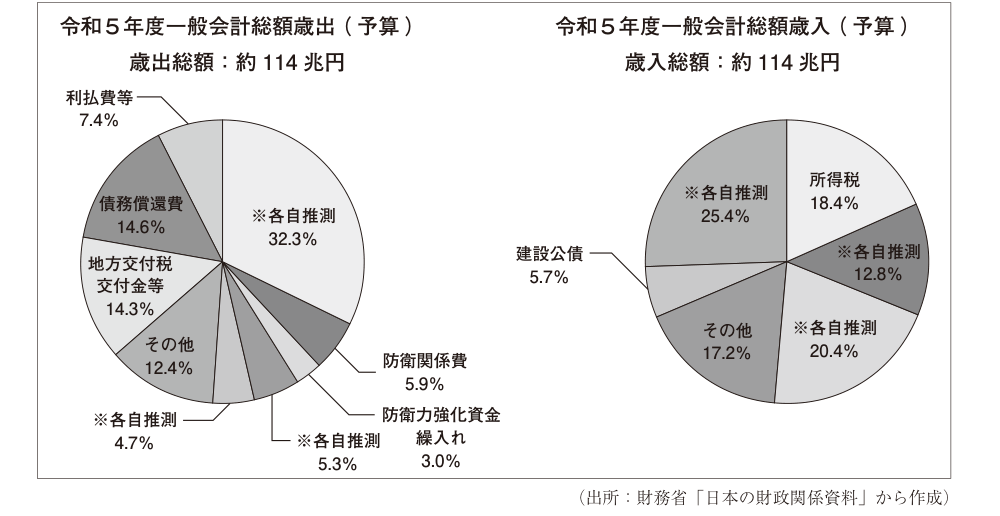 令和5年度一般会計総額歳出（予算）
歳出総額：約114兆円
利払費等
7.4%
債務償還費
14.6%
地方交付税
交付金等
14.3%
その他
12.4%
※各自推測
4.7%
※各自推測
5.3%
防衛力強化資金
繰入れ
3.0%
防衛関係費
5.9%
※各自推測
32.3%
令和5年度一般会計総額歳入（予算）
歳入総額：約114兆円
※各自推測
25.4%
所得税
18.4%
※各自推測
12.8%
※各自推測
20.4%
その他
17.2%
建設公債
5.7%
（出所：財務省「日本の財政関係資料」から作成）